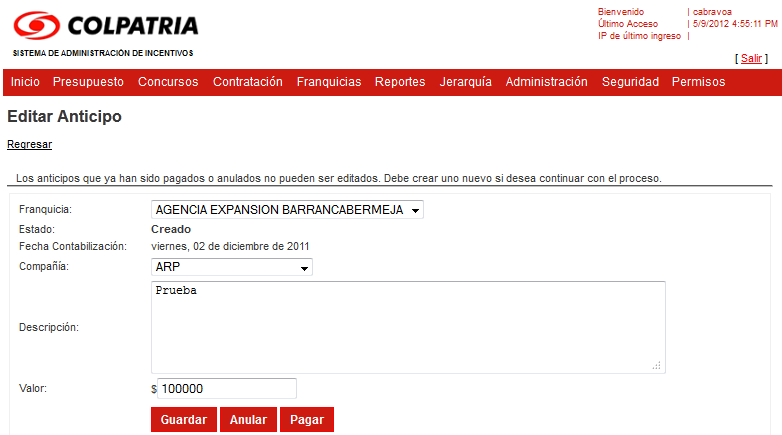 COLPATRIA
SISTEMA DE ADMINISTRACIÓN DE INCENTIVOS
Bienvenido | cabravoa
Último Acceso | 5/9/2012 4:55:11 PM
IP de último ingreso |
[ Salir ]
Inicio Presupuesto Concursos Contratación Franquicias Reportes Jerarquía Administración Seguridad Permisos
Editar Anticipo
Regresar
Los anticipos que ya han sido pagados o anulados no pueden ser editados. Debe crear uno nuevo si desea continuar con el proceso.
Franquicia: AGENCIA EXPANSION BARRANCABERMEJA
Estado: Creado
Fecha Contabilización: viernes, 02 de diciembre de 2011
Compañía: ARP
Prueba
Descripción:
Valor: $ 100000
Guardar Anular Pagar